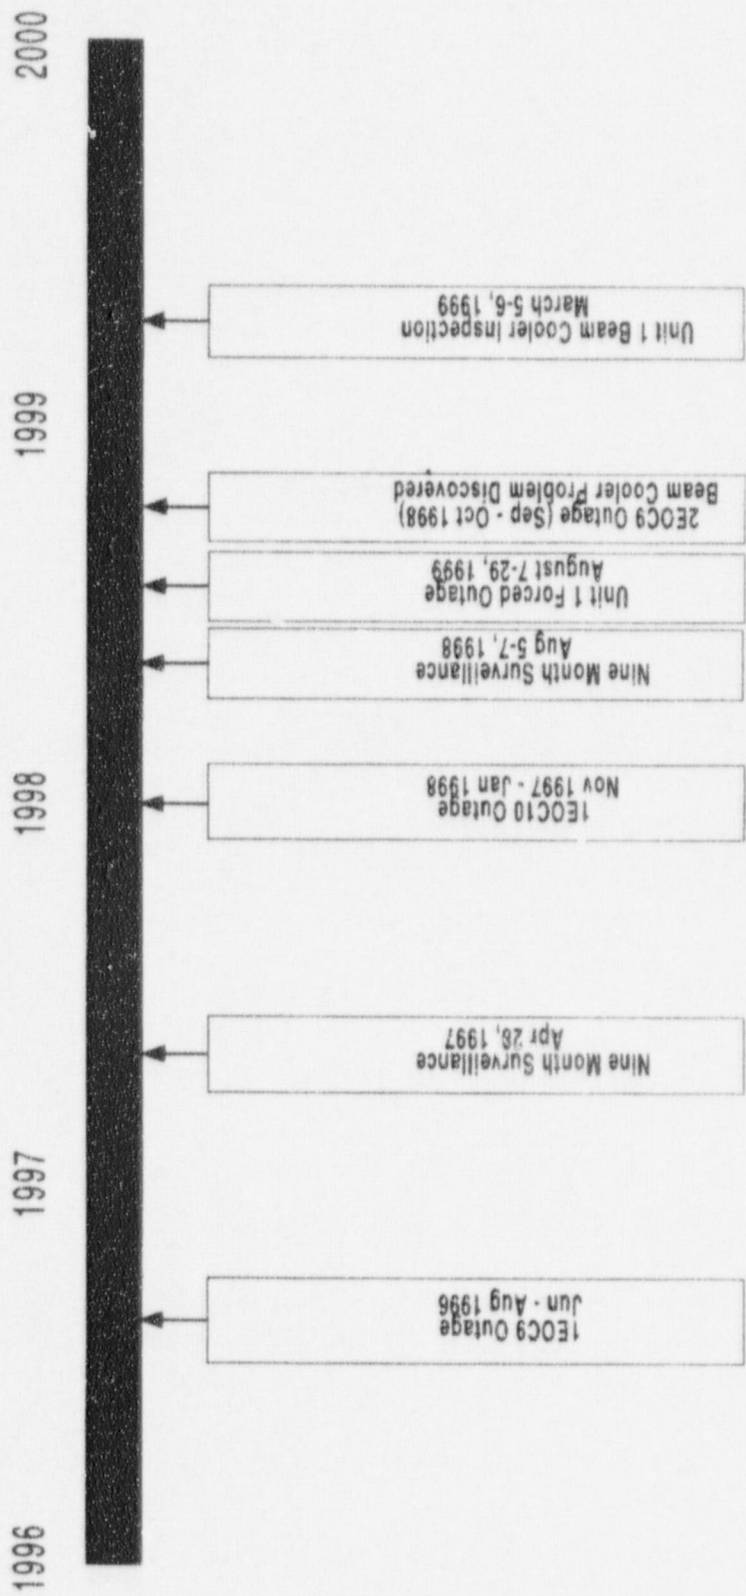 1996
1997
1998
1999
2000
1EOC9 Outage
Jun - Aug 1996
Nine Month Surveillance
Apr 28, 1997
1EOC10 Outage
Nov 1997 - Jan 1998
Nine Month Surveillance
Aug 5-7, 1998
Unit 1 Forced Outage
August 7-29, 1999
2EOC9 Outage (Sep - Oct 1998)
Beam Cooler Problem Discovered
Unit 1 Beam Cooler Inspection
March 5-6, 1999